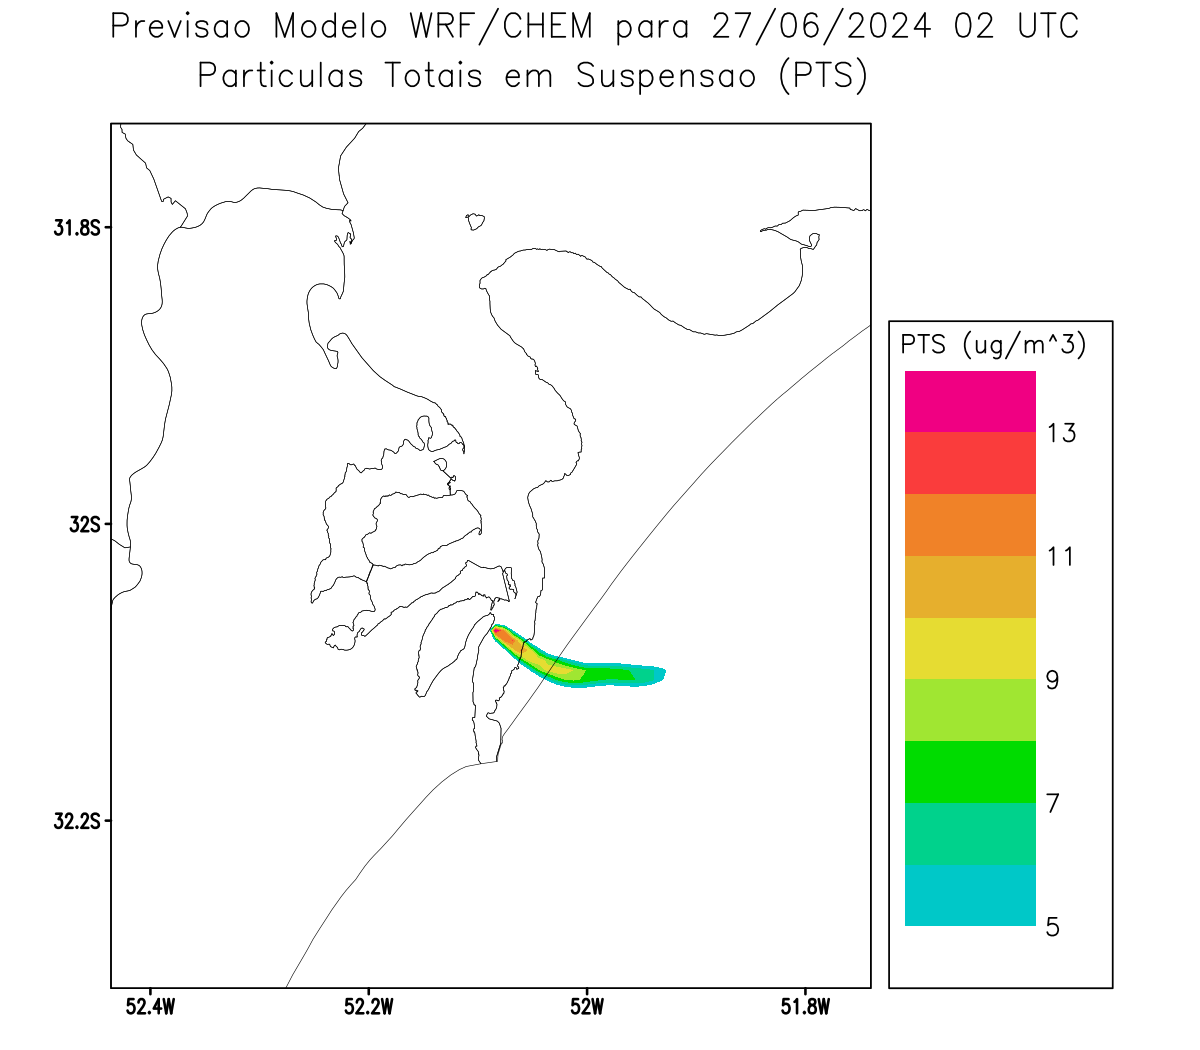 Previsao Modelo WRF/CHEM para 27/06/2024 02 UTC
Particulas Totais em Suspensao (PTS)
31.8S
32S
32.2S
52.4W
52.2W
52W
51.8W
PTS (ug/m^3)
13
11
9
7
5